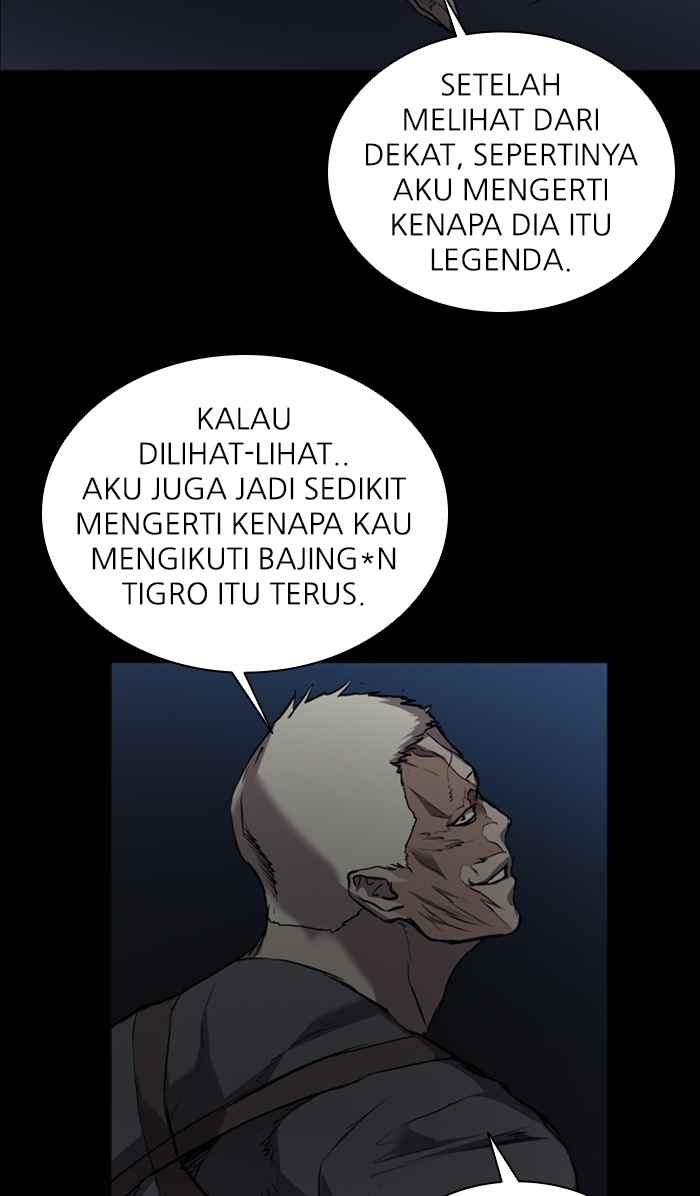 SETELAH
MELIHAT DARI
DEKAT, SEPERTINYA
AKU MENGERTI
KENAPA DIA ITU
LEGENDA.
KALAU
DILIHAT-LIHAT..
AKU JUGA JADI SEDIKIT
MENGERTI KENAPA KAU
MENGIKUTI BAJING*N
TIGRO ITU TERUS.